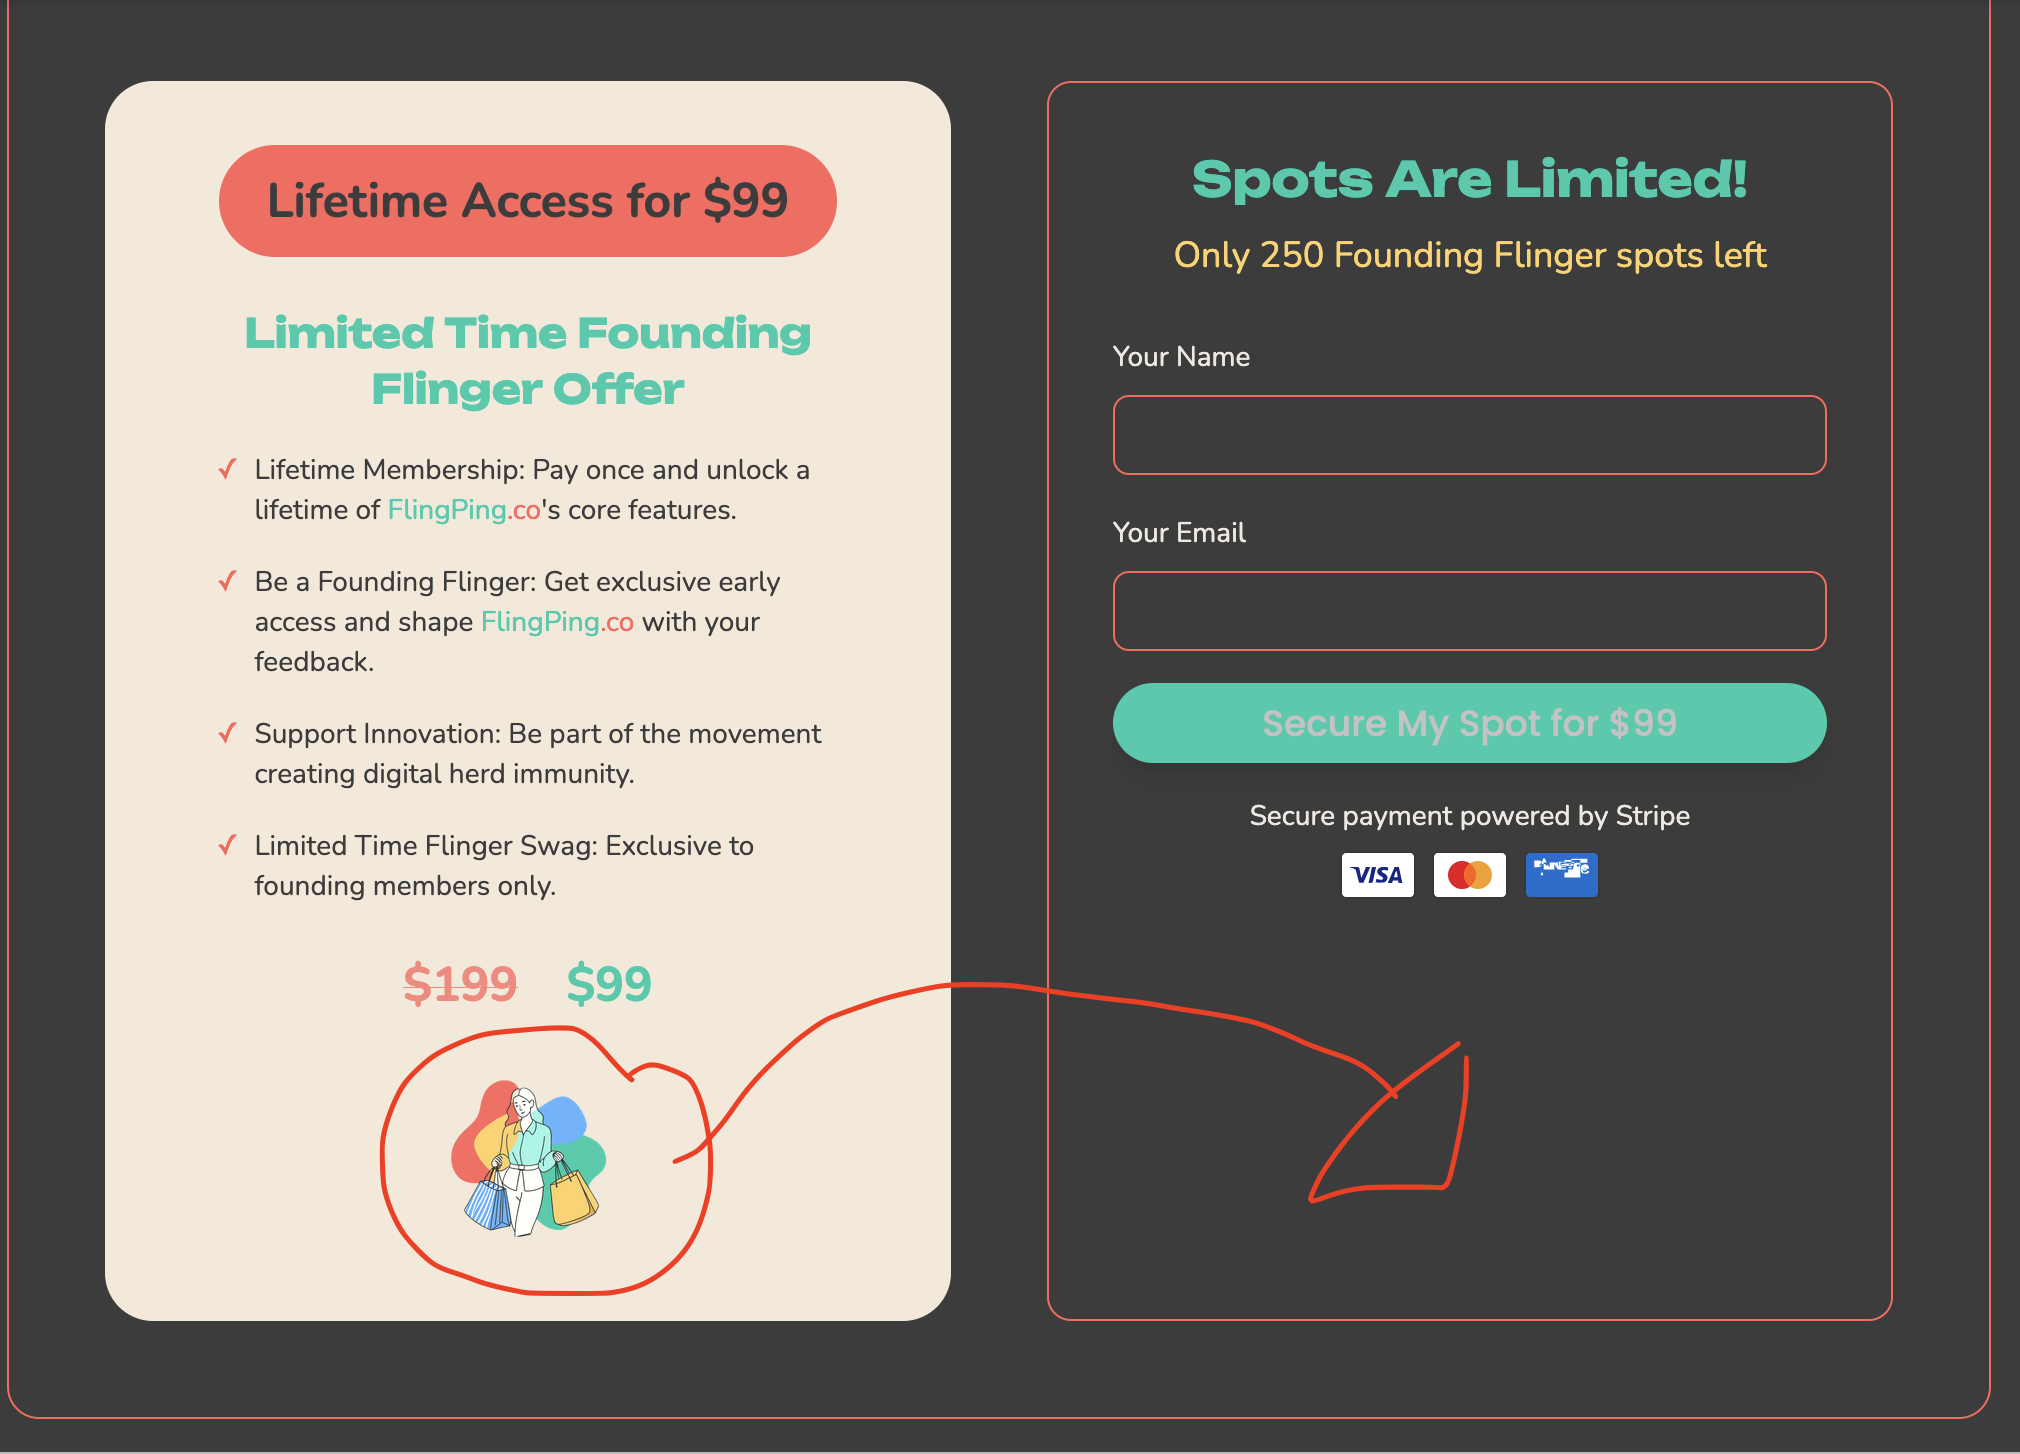 Lifetime Access for $99
Limited Time Founding
Flinger Offer
Lifetime Membership: Pay once and unlock a
lifetime of FlingPing.co's core features.
Be a Founding Flinger: Get exclusive early
access and shape FlingPing.co with your
feedback.
Support Innovation: Be part of the movement
creating digital herd immunity.
Limited Time Flinger Swag: Exclusive to
founding members only.
$199 $99
Spots Are Limited!
Only 250 Founding Flinger spots left
Your Name
Your Email
Secure My Spot for $99
Secure payment powered by Stripe
VISA